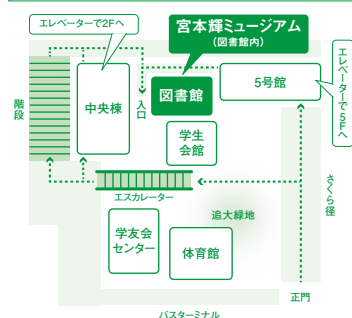 エレベーターで2Fへ
宮本輝ミュージアム
（図書館内）
エレベーターで5Fへ
階段
中央棟
入口
図書館
5号館
学生
会館
さくら径
エスカレーター
追大緑地
学友会
センター
体育館
正門
バスターミナル